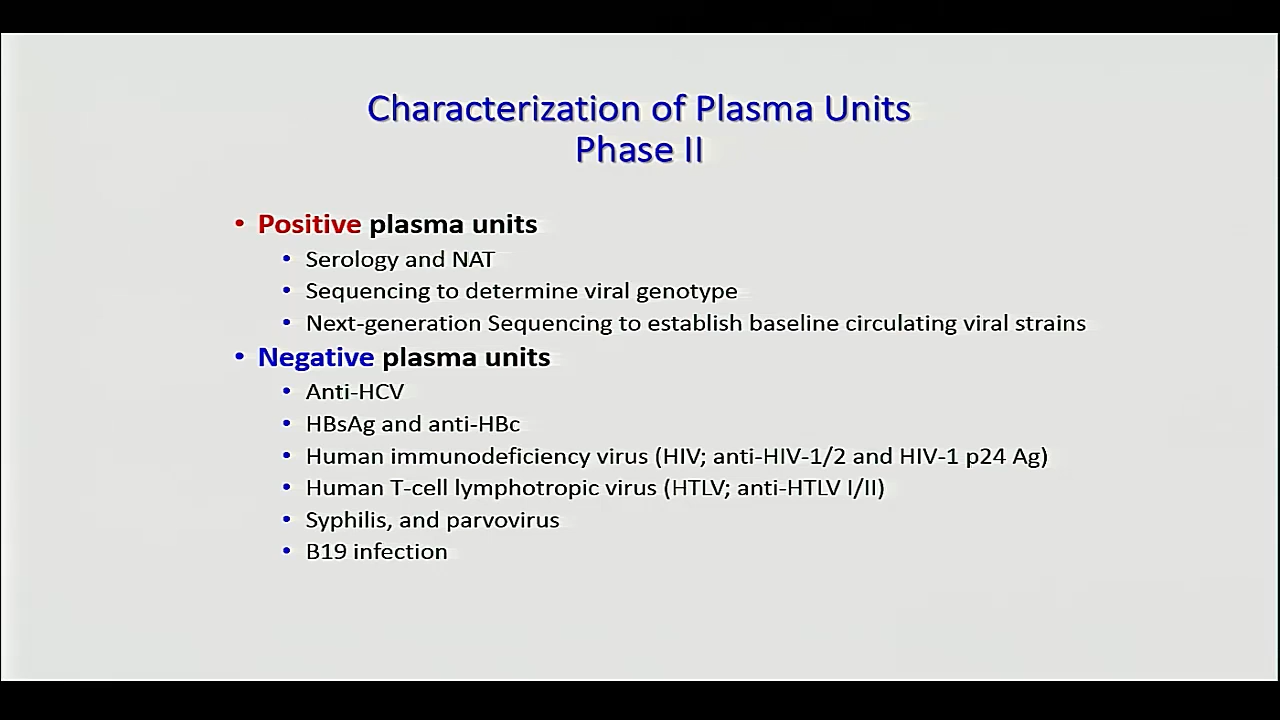 Characterization of Plasma Units
Phase II
• Positive plasma units
• Serology and NAT
• Sequencing to determine viral genotype
• Next-generation Sequencing to establish baseline circulating viral strains
• Negative plasma units
• Anti-HCV
• HBsAg and anti-HBc
• Human immunodeficiency virus (HIV; anti-HIV-1/2 and HIV-1 p24 Ag)
• Human T-cell lymphotropic virus (HTLV; anti-HTLV I/II)
• Syphilis, and parvovirus
• B19 infection